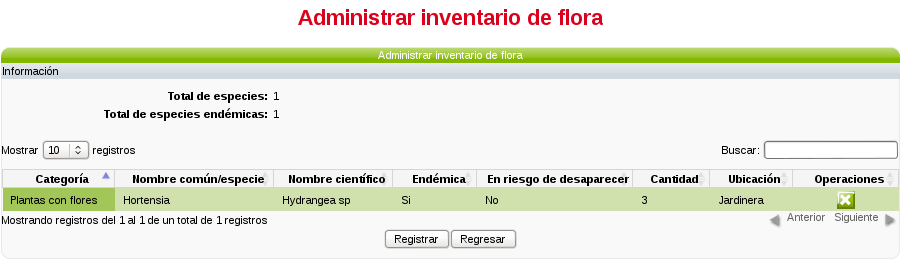 Administrar inventario de flora
Administrar inventario de flora
Información
Total de especies: 1
Total de especies endémicas: 1
Mostrar 10 registros Buscar:
Categoría Nombre común/especie Nombre científico Endémica En riesgo de desaparecer Cantidad Ubicación Operaciones
Plantas con flores Hortensia Hydrangea sp Si No 3 Jardinera
Mostrando registros del 1 al 1 de un total de 1 registros Anterior Siguiente
Registrar Regresar